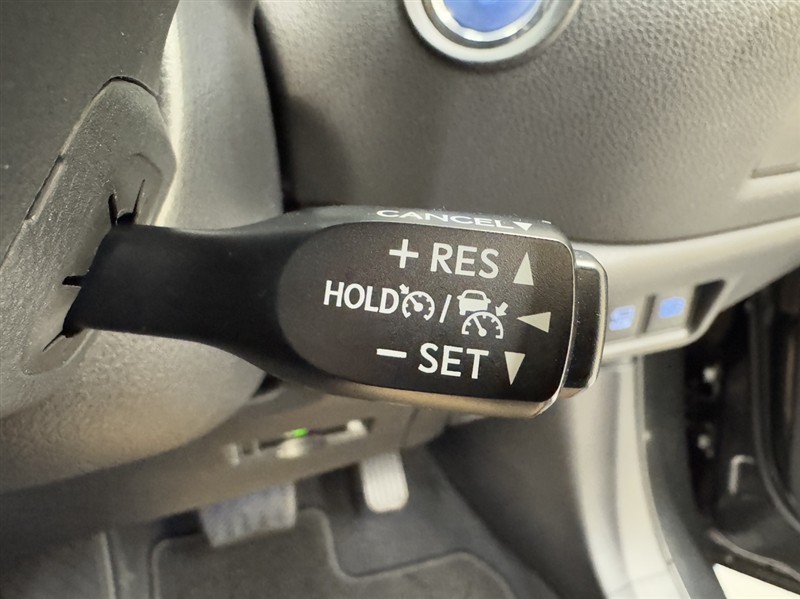 CANCEL▼
+ RES ▲
HOLD / ◀
− SET ▼